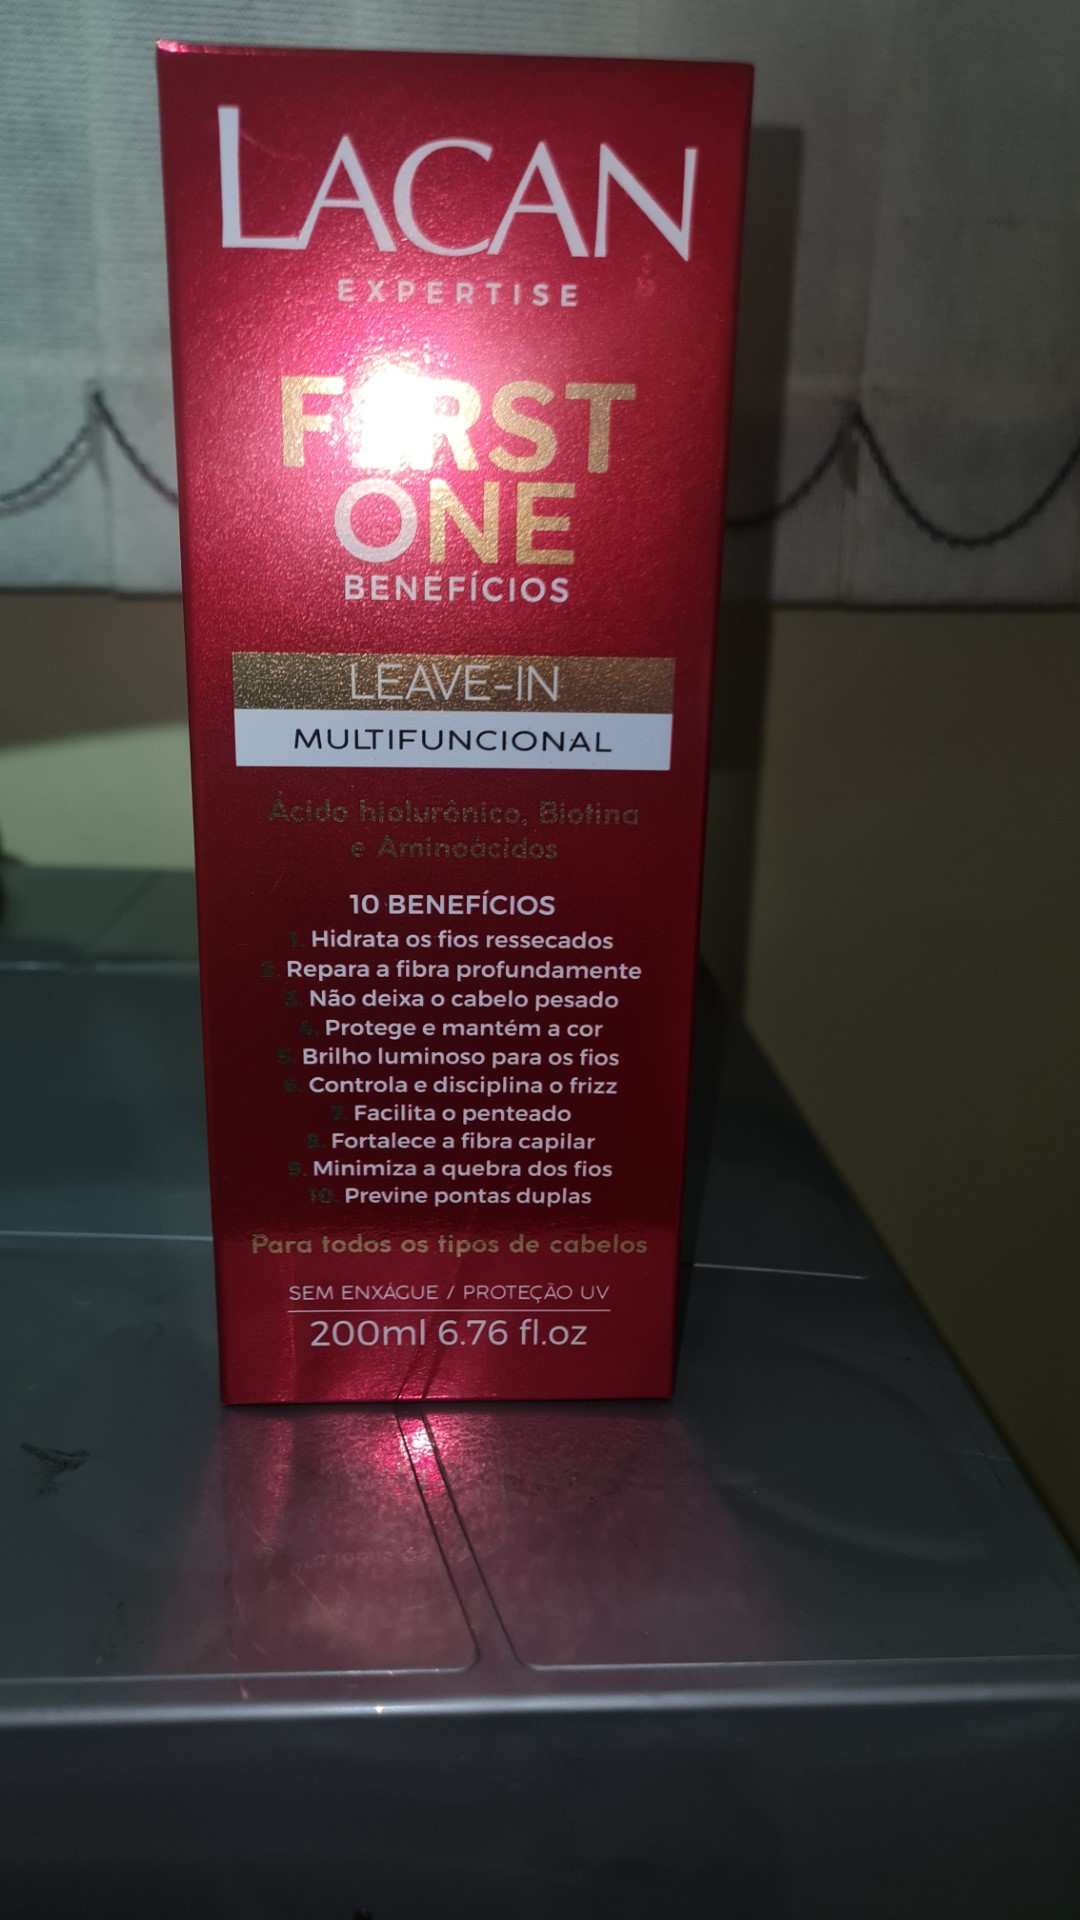 LACAN
EXPERTISE
FIRST
ONE
BENEFÍCIOS
LEAVE-IN
MULTIFUNCIONAL
Ácido hialurônico, Biotina
e Aminoácidos
10 BENEFÍCIOS
1. Hidrata os fios ressecados
2. Repara a fibra profundamente
3. Não deixa o cabelo pesado
4. Protege e mantém a cor
5. Brilho luminoso para os fios
6. Controla e disciplina o frizz
7. Facilita o penteado
8. Fortalece a fibra capilar
9. Minimiza a quebra dos fios
10. Previne pontas duplas
Para todos os tipos de cabelos
SEM ENXÁGUE / PROTEÇÃO UV
200ml 6.76 fl.oz